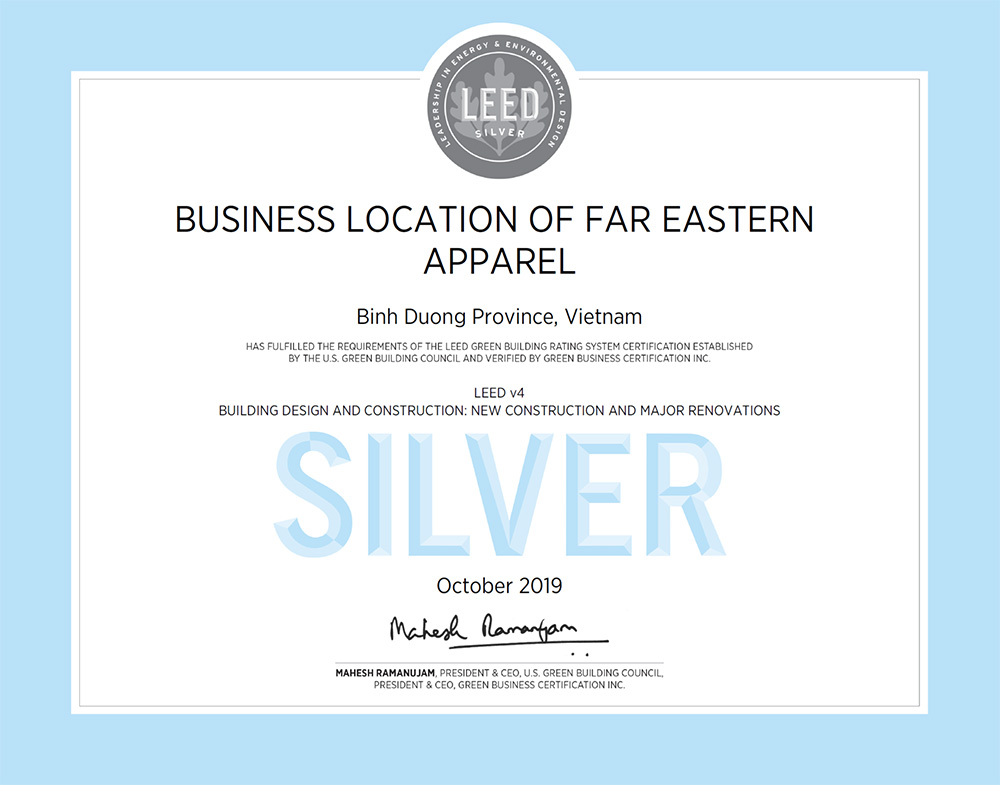 LEADERSHIP IN ENERGY & ENVIRONMENTAL DESIGN
LEED
SILVER
BUSINESS LOCATION OF FAR EASTERN
APPAREL
Binh Duong Province, Vietnam
HAS FULFILLED THE REQUIREMENTS OF THE LEED GREEN BUILDING RATING SYSTEM CERTIFICATION ESTABLISHED
BY THE U.S. GREEN BUILDING COUNCIL AND VERIFIED BY GREEN BUSINESS CERTIFICATION INC.
LEED v4
BUILDING DESIGN AND CONSTRUCTION: NEW CONSTRUCTION AND MAJOR RENOVATIONS
SILVER
October 2019
Mahesh Ramanujam
MAHESH RAMANUJAM, PRESIDENT & CEO, U.S. GREEN BUILDING COUNCIL,
PRESIDENT & CEO, GREEN BUSINESS CERTIFICATION INC.